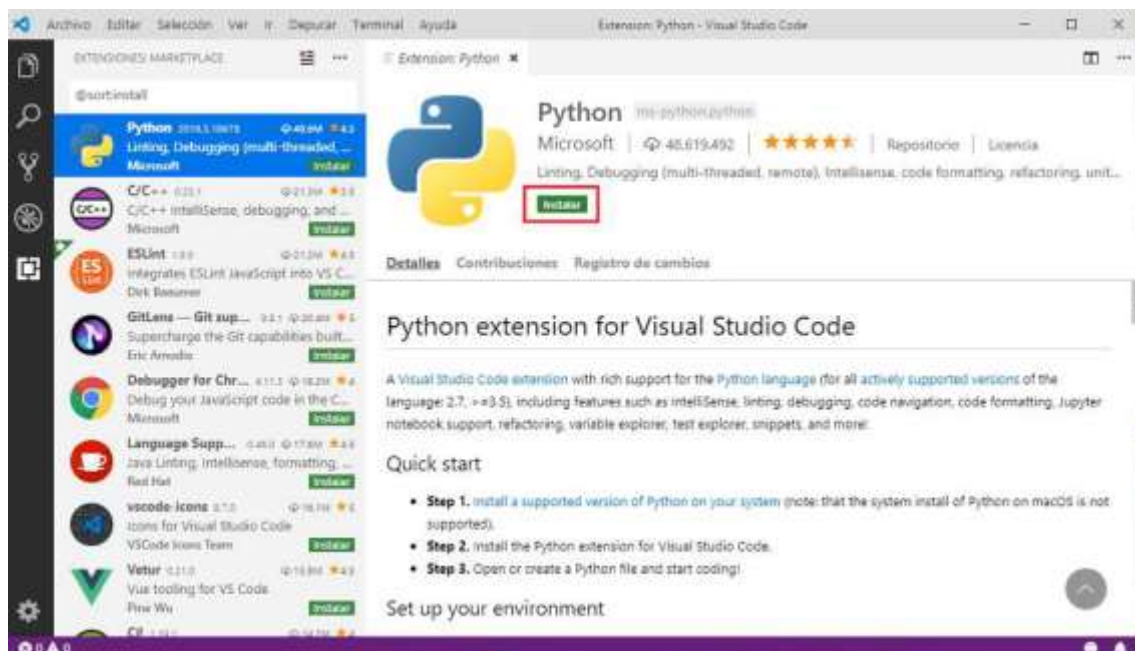 Archivo Editar Selección Ver Ir Depurar Terminal Ayuda
Extension: Python - Visual Studio Code
EXTENSIONES: MARKETPLACE
@sort:install
Python
Linting, Debugging (multi-threaded, ...
Microsoft Instalar
C/C++
C/C++ IntelliSense, debugging, and ...
Microsoft Instalar
ESLint
Integrates ESLint JavaScript into VS C...
Dirk Baeumer Instalar
GitLens — Git sup...
Supercharge the Git capabilities built...
Eric Amodio Instalar
Debugger for Chr...
Debug your JavaScript code in the C...
Microsoft Instalar
Language Supp...
Java Linting, Intellisense, formatting, ...
Red Hat Instalar
vscode-icons
Icons for Visual Studio Code
VSCode Icons Team Instalar
Vetur
Vue tooling for VS Code
Pine Wu Instalar
C#
Extension: Python
Python ms-python.python
Microsoft 48.619.492 Repositorio Licencia
Linting, Debugging (multi-threaded, remote), Intellisense, code formatting, refactoring, unit...
Instalar
Detalles Contribuciones Registro de cambios
Python extension for Visual Studio Code
A Visual Studio Code extension with rich support for the Python language (for all actively supported versions of the
language: 2.7, >=3.5), including features such as IntelliSense, linting, debugging, code navigation, code formatting, Jupyter
notebook support, refactoring, variable explorer, test explorer, snippets, and more!
Quick start
Step 1. Install a supported version of Python on your system (note: that the system install of Python on macOS is not
supported).
Step 2. Install the Python extension for Visual Studio Code.
Step 3. Open or create a Python file and start coding!
Set up your environment
0 0